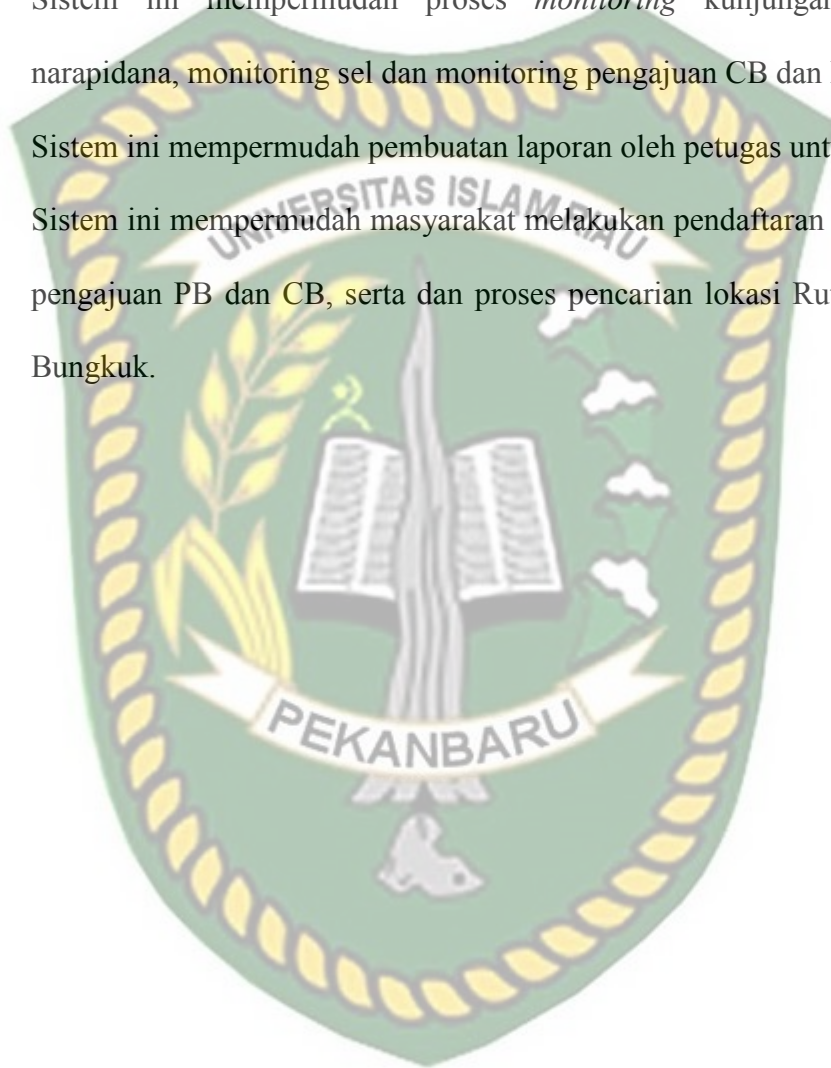 Sistem ini mempermudah proses monitoring kunjungan
narapidana, monitoring sel dan monitoring pengajuan CB dan
Sistem ini mempermudah pembuatan laporan oleh petugas
Sistem ini mempermudah masyarakat melakukan pendaftaran
pengajuan PB dan CB, serta dan proses pencarian lokasi
Bungkuk.
UNIVERSITAS ISLAM RIAU
PEKANBARU